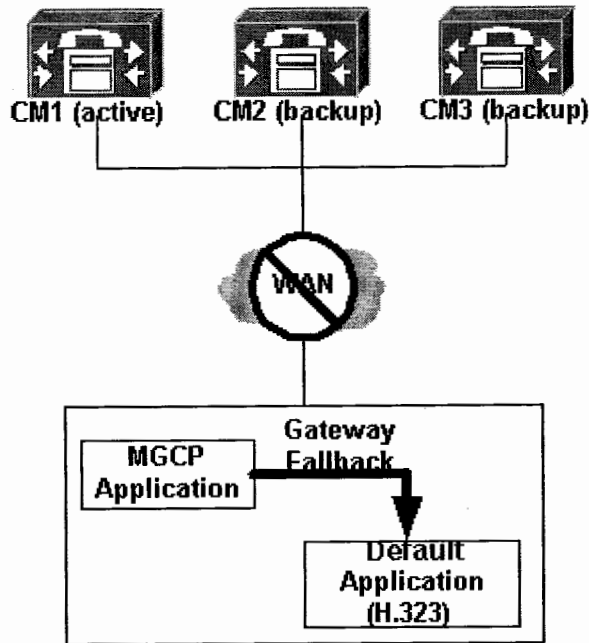 CM1 (active) CM2 (backup) CM3 (backup)
WAN
Gateway
Fallback
MGCP
Application
Default
Application
(H.323)